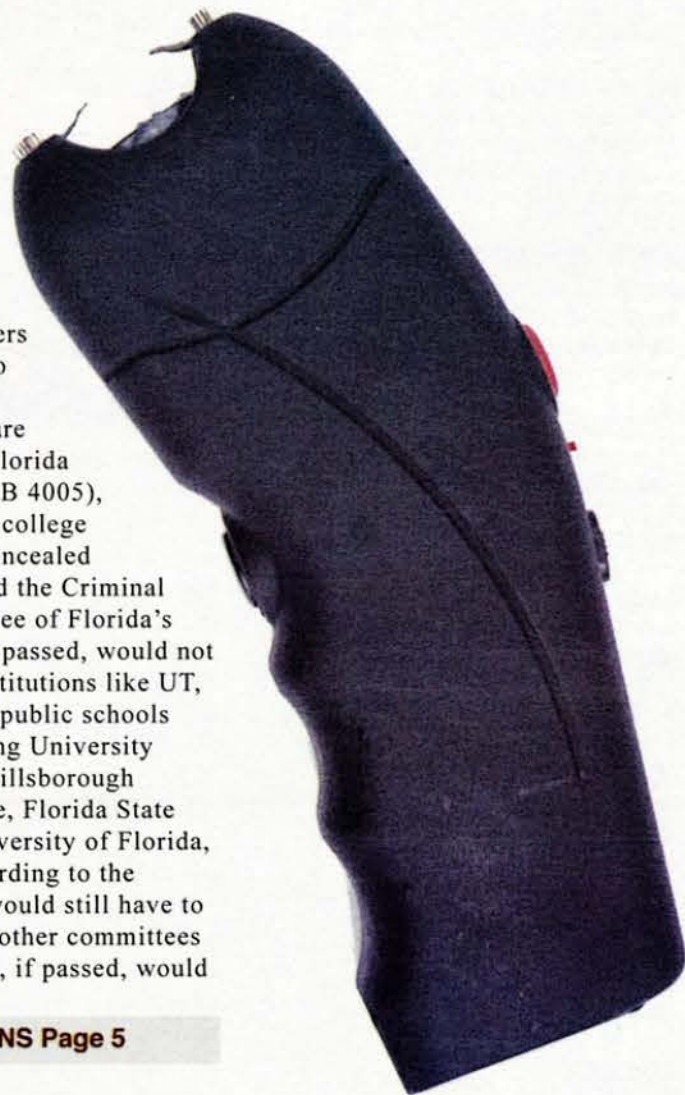 ers
o
are
lorida
B 4005),
college
ncealed
d the Criminal
ee of Florida's
passed, would not
titutions like UT,
public schools
ng University
illsborough
e, Florida State
versity of Florida,
rding to the
would still have to
other committees
, if passed, would
NS Page 5